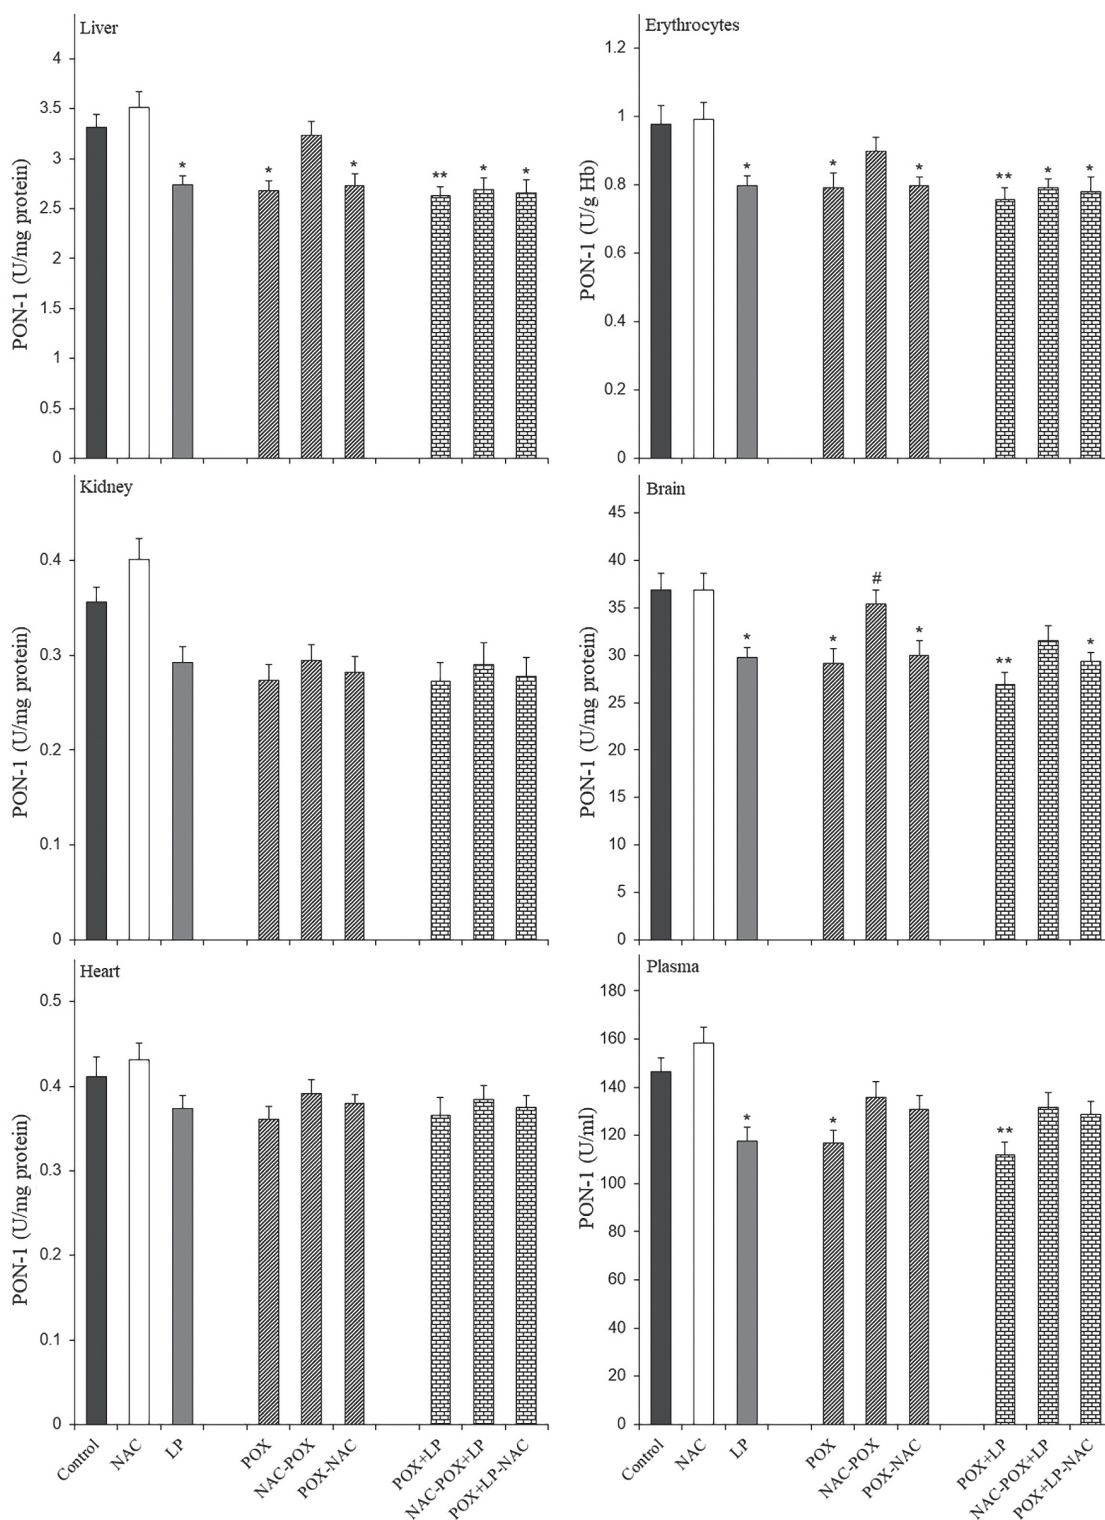 Liver
PON-1 (U/mg protein)
4
3.5
3
2.5
2
1.5
1
0.5
0
*
*
*
**
*
*
Erythrocytes
PON-1 (U/g Hb)
1.2
1
0.8
0.6
0.4
0.2
0
*
*
*
**
*
*
Kidney
PON-1 (U/mg protein)
0.4
0.3
0.2
0.1
0
Brain
PON-1 (U/mg protein)
45
40
35
30
25
20
15
10
5
0
*
*
#
*
**
*
Heart
PON-1 (U/mg protein)
0.5
0.4
0.3
0.2
0.1
0
Control
NAC
LP
POX
NAC-POX
POX-NAC
POX+LP
NAC-POX+LP
POX+LP-NAC
Plasma
PON-1 (U/ml)
180
160
140
120
100
80
60
40
20
0
*
*
**
Control
NAC
LP
POX
NAC-POX
POX-NAC
POX+LP
NAC-POX+LP
POX+LP-NAC